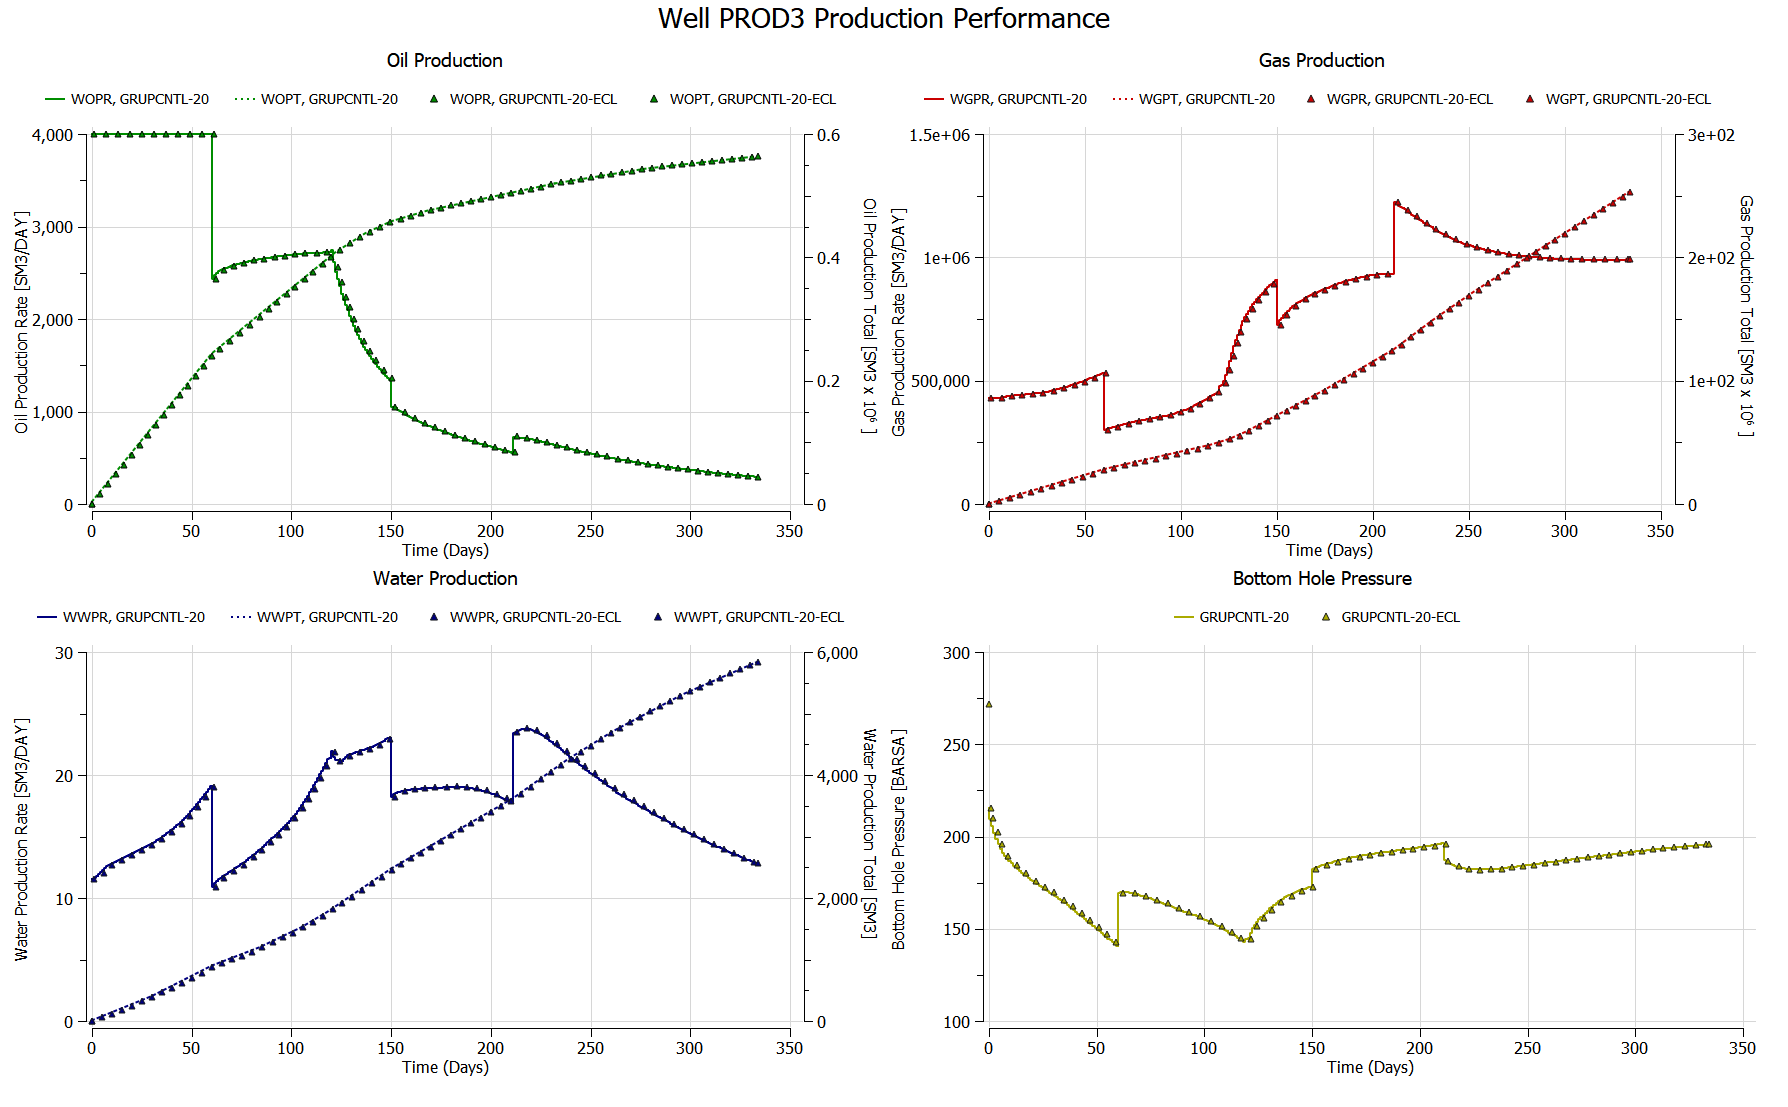 Well PROD3 Production Performance
Oil Production
WOPR, GRUPCNTL-20 WOPT, GRUPCNTL-20 WOPR, GRUPCNTL-20-ECL WOPT, GRUPCNTL-20-ECL
4,000
3,000
2,000
1,000
0
Oil Production Rate [SM3/DAY]
0.6
0.4
0.2
0
Oil Production Total [SM3 x 10⁶ ]
0 50 100 150 200 250 300 350
Time (Days)
Gas Production
WGPR, GRUPCNTL-20 WGPT, GRUPCNTL-20 WGPR, GRUPCNTL-20-ECL WGPT, GRUPCNTL-20-ECL
1.5e+06
1e+06
500,000
0
Gas Production Rate [SM3/DAY]
3e+02
2e+02
1e+02
0
Gas Production Total [SM3 x 10⁶ ]
0 50 100 150 200 250 300 350
Time (Days)
Water Production
WWPR, GRUPCNTL-20 WWPT, GRUPCNTL-20 WWPR, GRUPCNTL-20-ECL WWPT, GRUPCNTL-20-ECL
30
20
10
0
Water Production Rate [SM3/DAY]
6,000
4,000
2,000
0
Water Production Total [SM3]
0 50 100 150 200 250 300 350
Time (Days)
Bottom Hole Pressure
GRUPCNTL-20 GRUPCNTL-20-ECL
300
250
200
150
100
Bottom Hole Pressure [BARSA]
0 50 100 150 200 250 300 350
Time (Days)